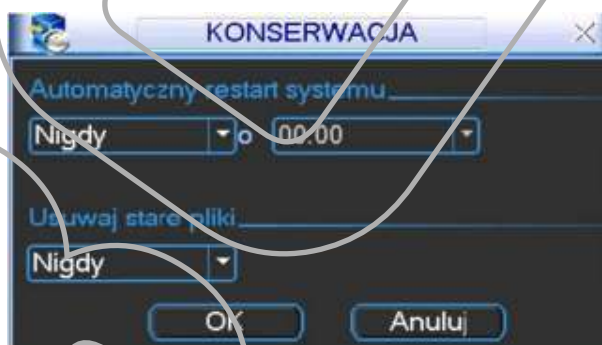 KONSERWACJA
Automatyczny restart systemu
Nigdy o 00:00
Usuwaj stare pliki
Nigdy
OK Anuluj